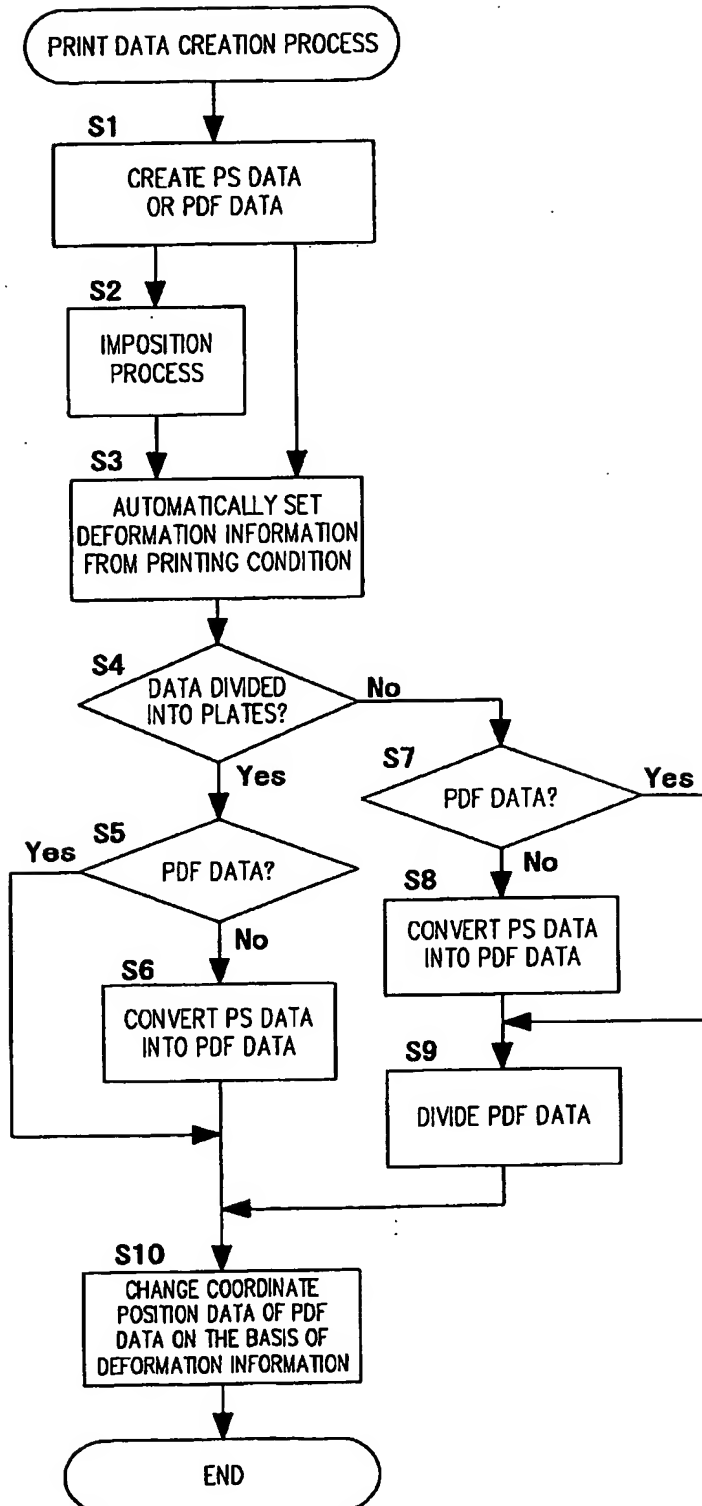 PRINT DATA CREATION PROCESS
S1
CREATE PS DATA
OR PDF DATA
S2
IMPOSITION
PROCESS
S3
AUTOMATICALLY SET
DEFORMATION INFORMATION
FROM PRINTING CONDITION
S4
DATA DIVIDED
INTO PLATES?
No
Yes
S7
PDF DATA?
Yes
No
S5
Yes
PDF DATA?
No
S8
CONVERT PS DATA
INTO PDF DATA
S6
CONVERT PS DATA
INTO PDF DATA
S9
DIVIDE PDF DATA
S10
CHANGE COORDINATE
POSITION DATA OF PDF
DATA ON THE BASIS OF
DEFORMATION INFORMATION
END